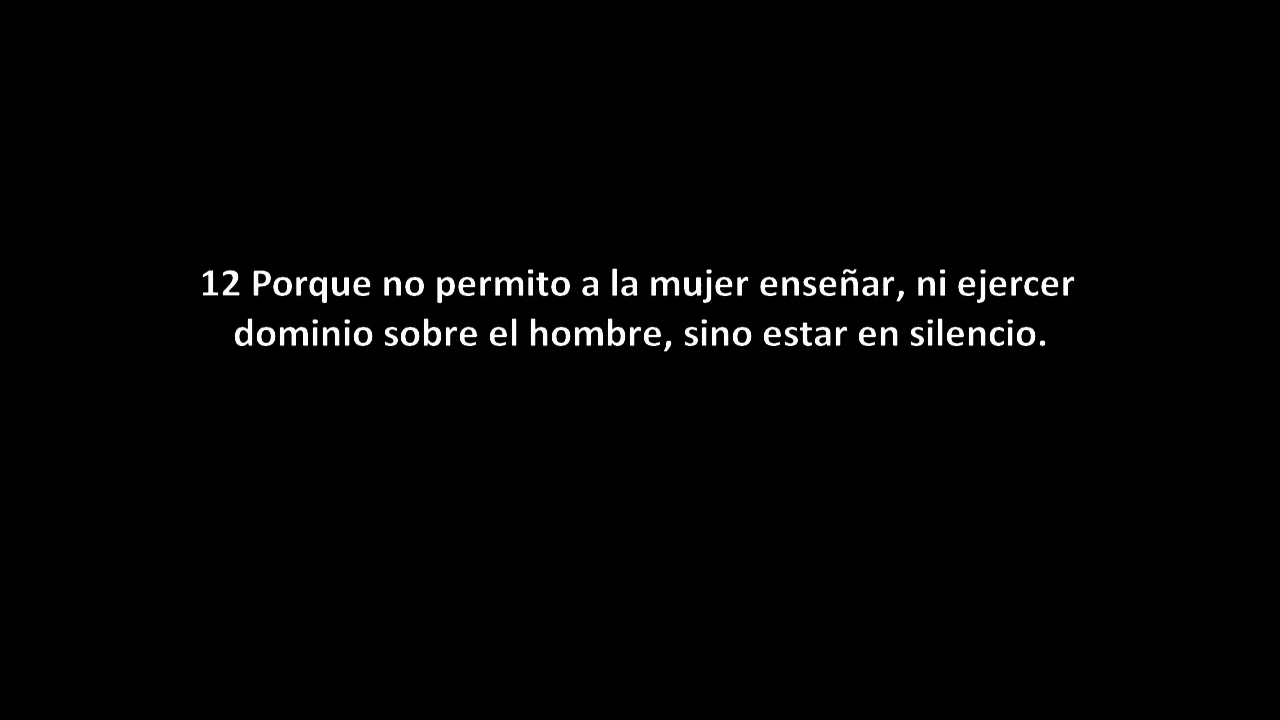 12 Porque no permito a la mujer enseñar, ni ejercer
dominio sobre el hombre, sino estar en silencio.